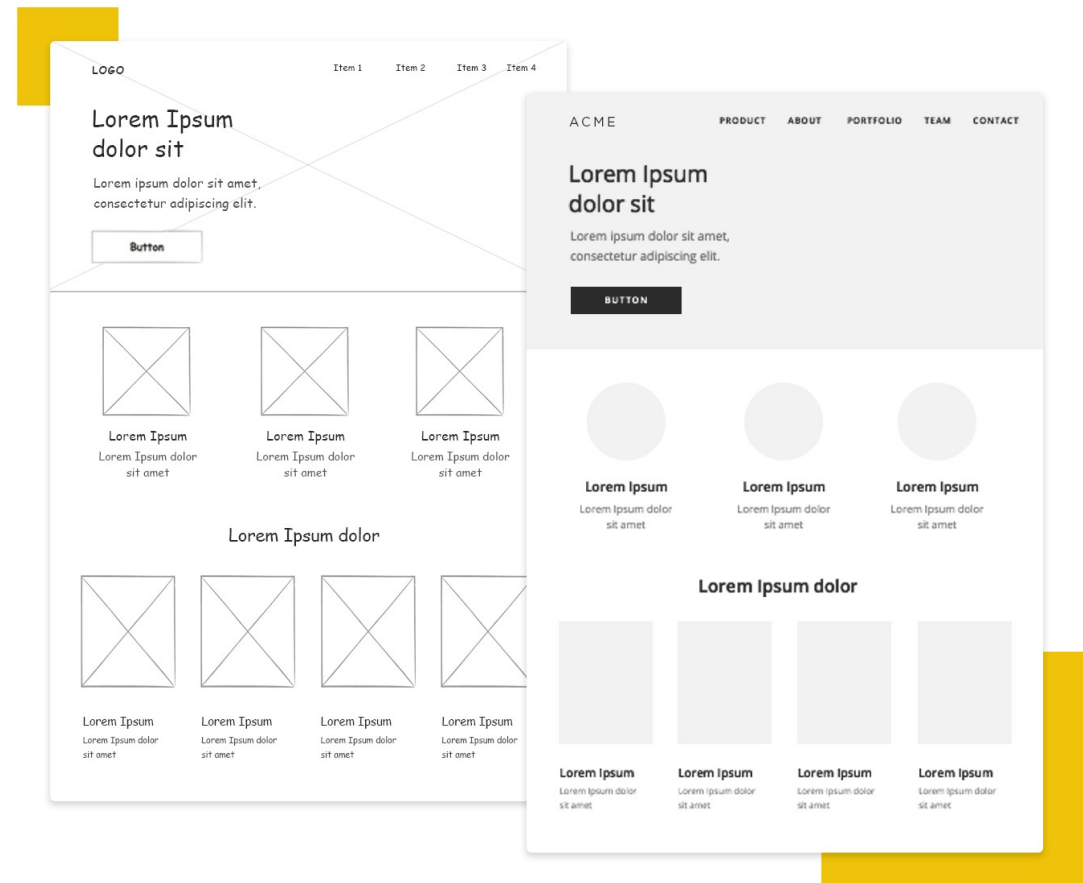 LOGO
Item 1 Item 2 Item 3 Item 4
Lorem Ipsum
dolor sit
Lorem ipsum dolor sit amet,
consectetur adipiscing elit.
Button
Lorem Ipsum
Lorem Ipsum dolor
sit amet
Lorem Ipsum
Lorem Ipsum dolor
sit amet
Lorem Ipsum
Lorem Ipsum dolor
sit amet
Lorem Ipsum dolor
Lorem Ipsum
Lorem Ipsum dolor
sit amet
Lorem Ipsum
Lorem Ipsum dolor
sit amet
Lorem Ipsum
Lorem Ipsum dolor
sit amet
Lorem Ipsum
Lorem Ipsum dolor
sit amet
ACME
PRODUCT ABOUT PORTFOLIO TEAM CONTACT
Lorem Ipsum
dolor sit
Lorem ipsum dolor sit amet,
consectetur adipiscing elit.
BUTTON
Lorem Ipsum
Lorem Ipsum dolor
sit amet
Lorem Ipsum
Lorem Ipsum dolor
sit amet
Lorem Ipsum
Lorem Ipsum dolor
sit amet
Lorem Ipsum dolor
Lorem Ipsum
Lorem Ipsum dolor
sit amet
Lorem Ipsum
Lorem Ipsum dolor
sit amet
Lorem Ipsum
Lorem Ipsum dolor
sit amet
Lorem Ipsum
Lorem Ipsum dolor
sit amet